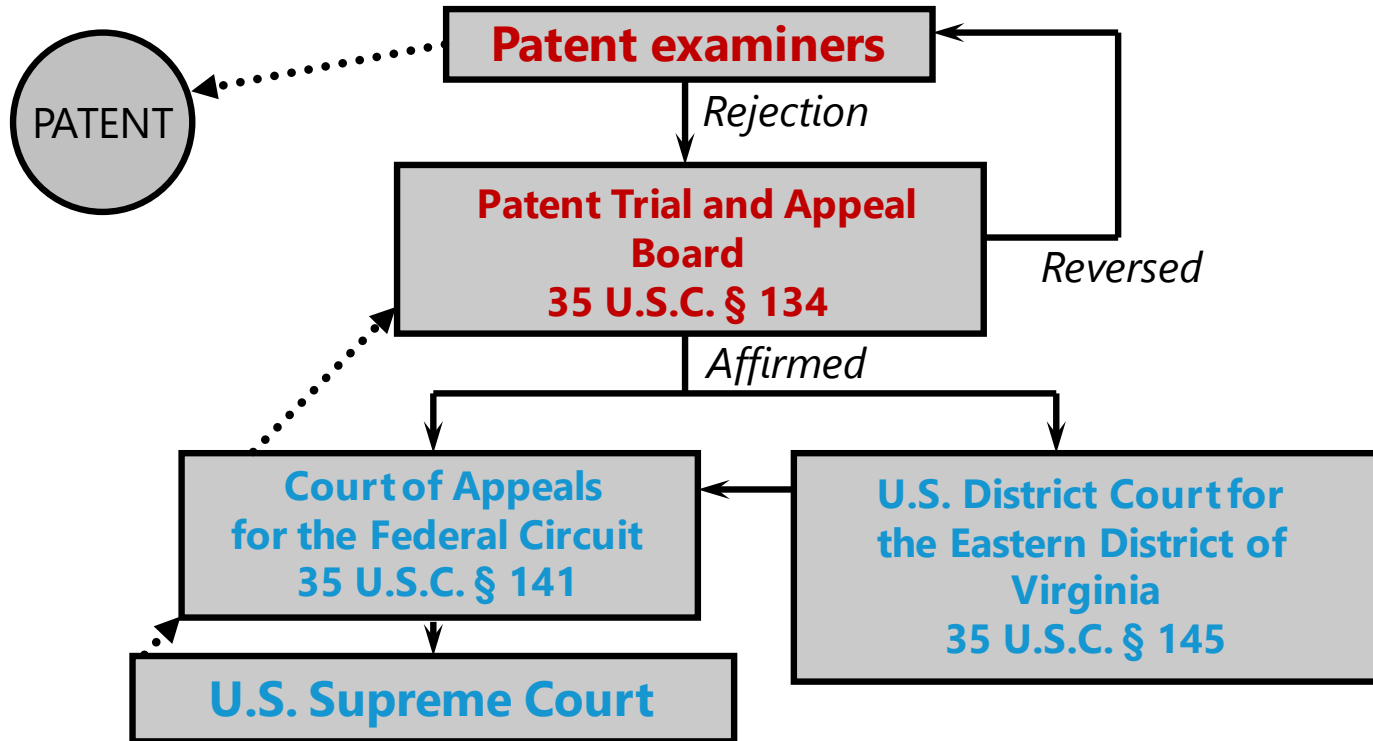 Patent examiners
PATENT
Rejection
Patent Trial and Appeal
Board
35 U.S.C. § 134
Reversed
Affirmed
Court of Appeals
for the Federal Circuit
35 U.S.C. § 141
U.S. District Court for
the Eastern District of
Virginia
35 U.S.C. § 145
U.S. Supreme Court